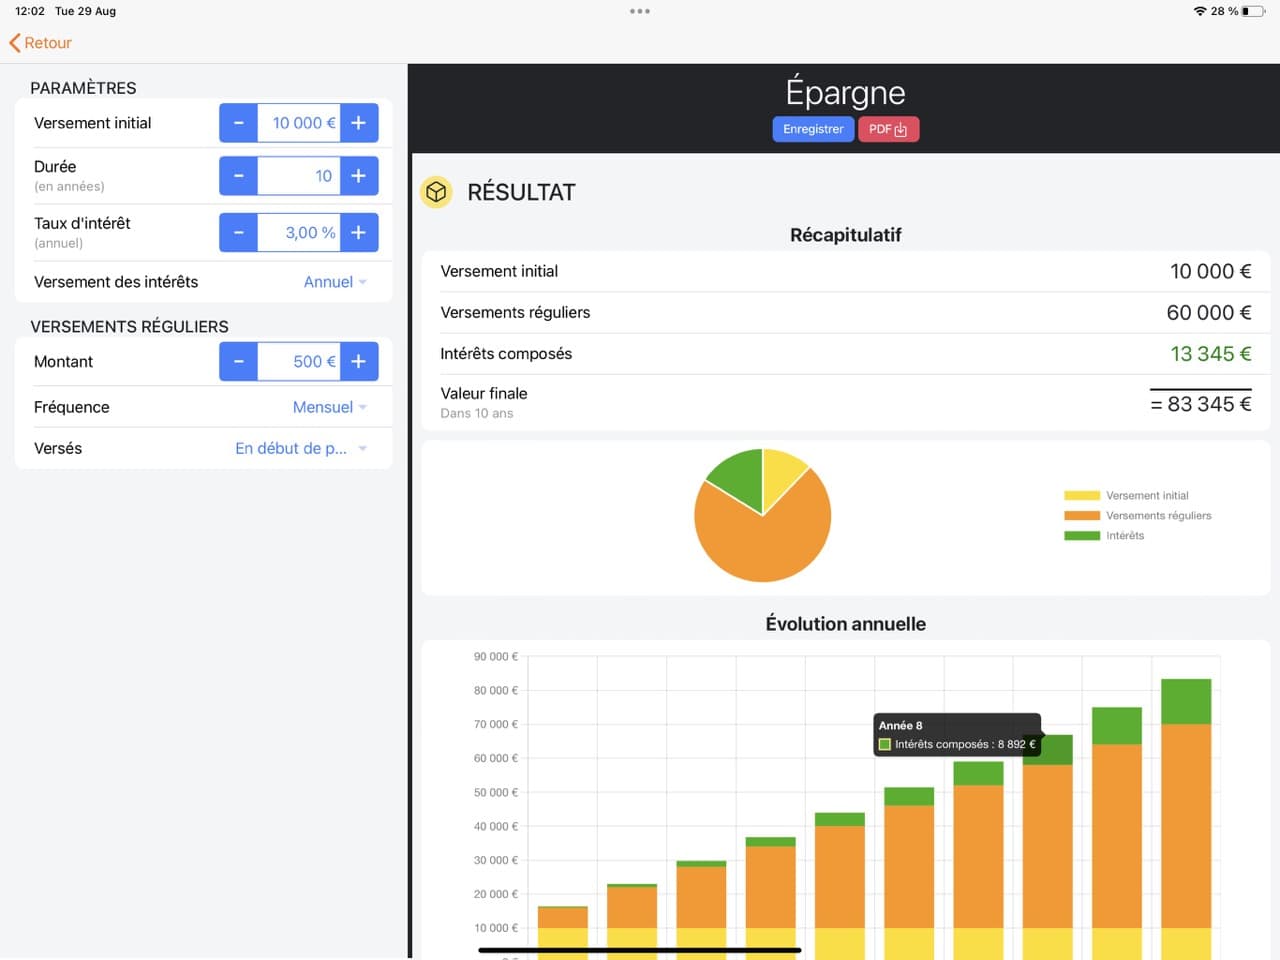 12:02 Tue 29 Aug
28 %
Retour
PARAMÈTRES
Versement initial
- 10 000 € +
Durée
(en années)
- 10 +
Taux d'intérêt
(annuel)
- 3,00 % +
Versement des intérêts
Annuel
VERSEMENTS RÉGULIERS
Montant
- 500 € +
Fréquence
Mensuel
Versés
En début de p...
Épargne
Enregistrer
PDF
RÉSULTAT
Récapitulatif
Versement initial
10 000 €
Versements réguliers
60 000 €
Intérêts composés
13 345 €
Valeur finale
Dans 10 ans
= 83 345 €
Versement initial
Versements réguliers
Intérêts
Évolution annuelle
90 000 €
80 000 €
70 000 €
60 000 €
50 000 €
40 000 €
30 000 €
20 000 €
10 000 €
Année 8
Intérêts composés : 8 892 €